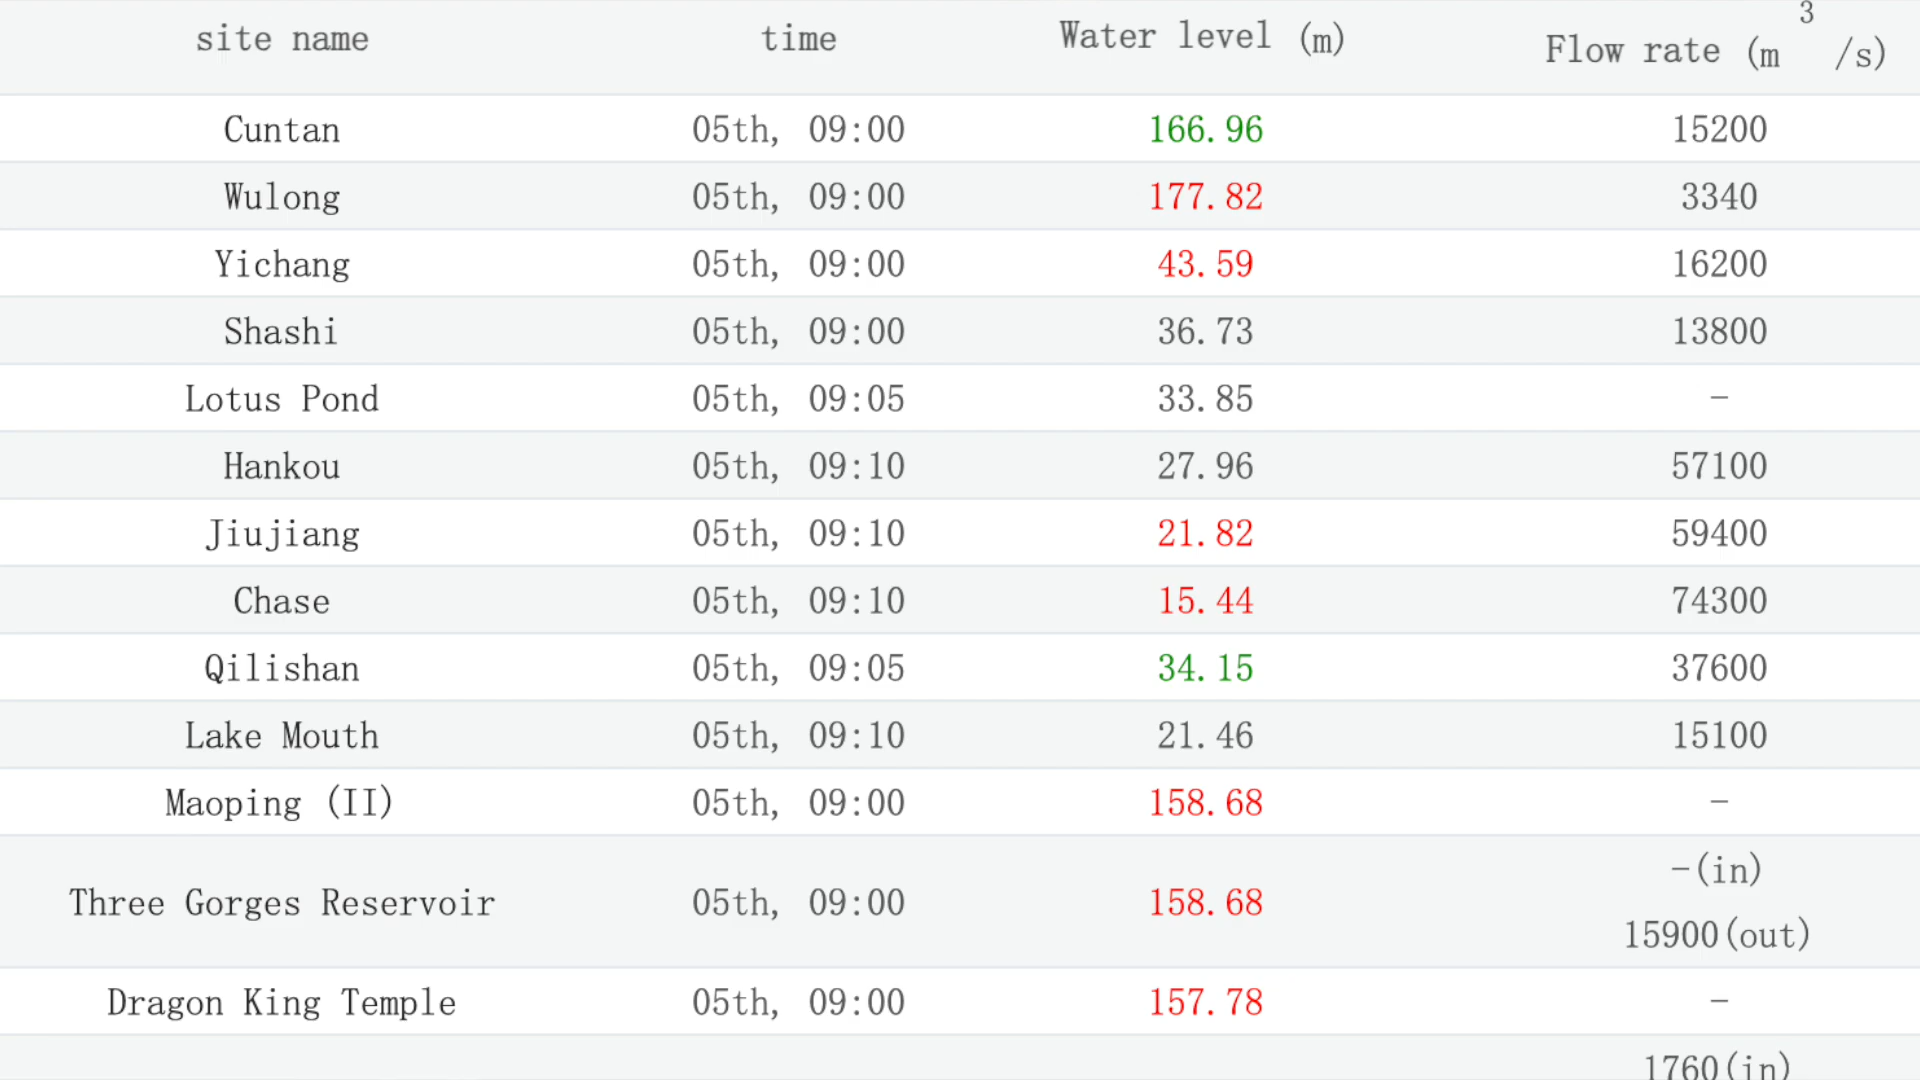 site name time Water level (m) Flow rate (m3/s)
Cuntan 05th, 09:00 166.96 15200
Wulong 05th, 09:00 177.82 3340
Yichang 05th, 09:00 43.59 16200
Shashi 05th, 09:00 36.73 13800
Lotus Pond 05th, 09:05 33.85 -
Hankou 05th, 09:10 27.96 57100
Jiujiang 05th, 09:10 21.82 59400
Chase 05th, 09:10 15.44 74300
Qilishan 05th, 09:05 34.15 37600
Lake Mouth 05th, 09:10 21.46 15100
Maoping (II) 05th, 09:00 158.68 -
Three Gorges Reservoir 05th, 09:00 158.68 -(in)
15900(out)
Dragon King Temple 05th, 09:00 157.78 -
1760(in)